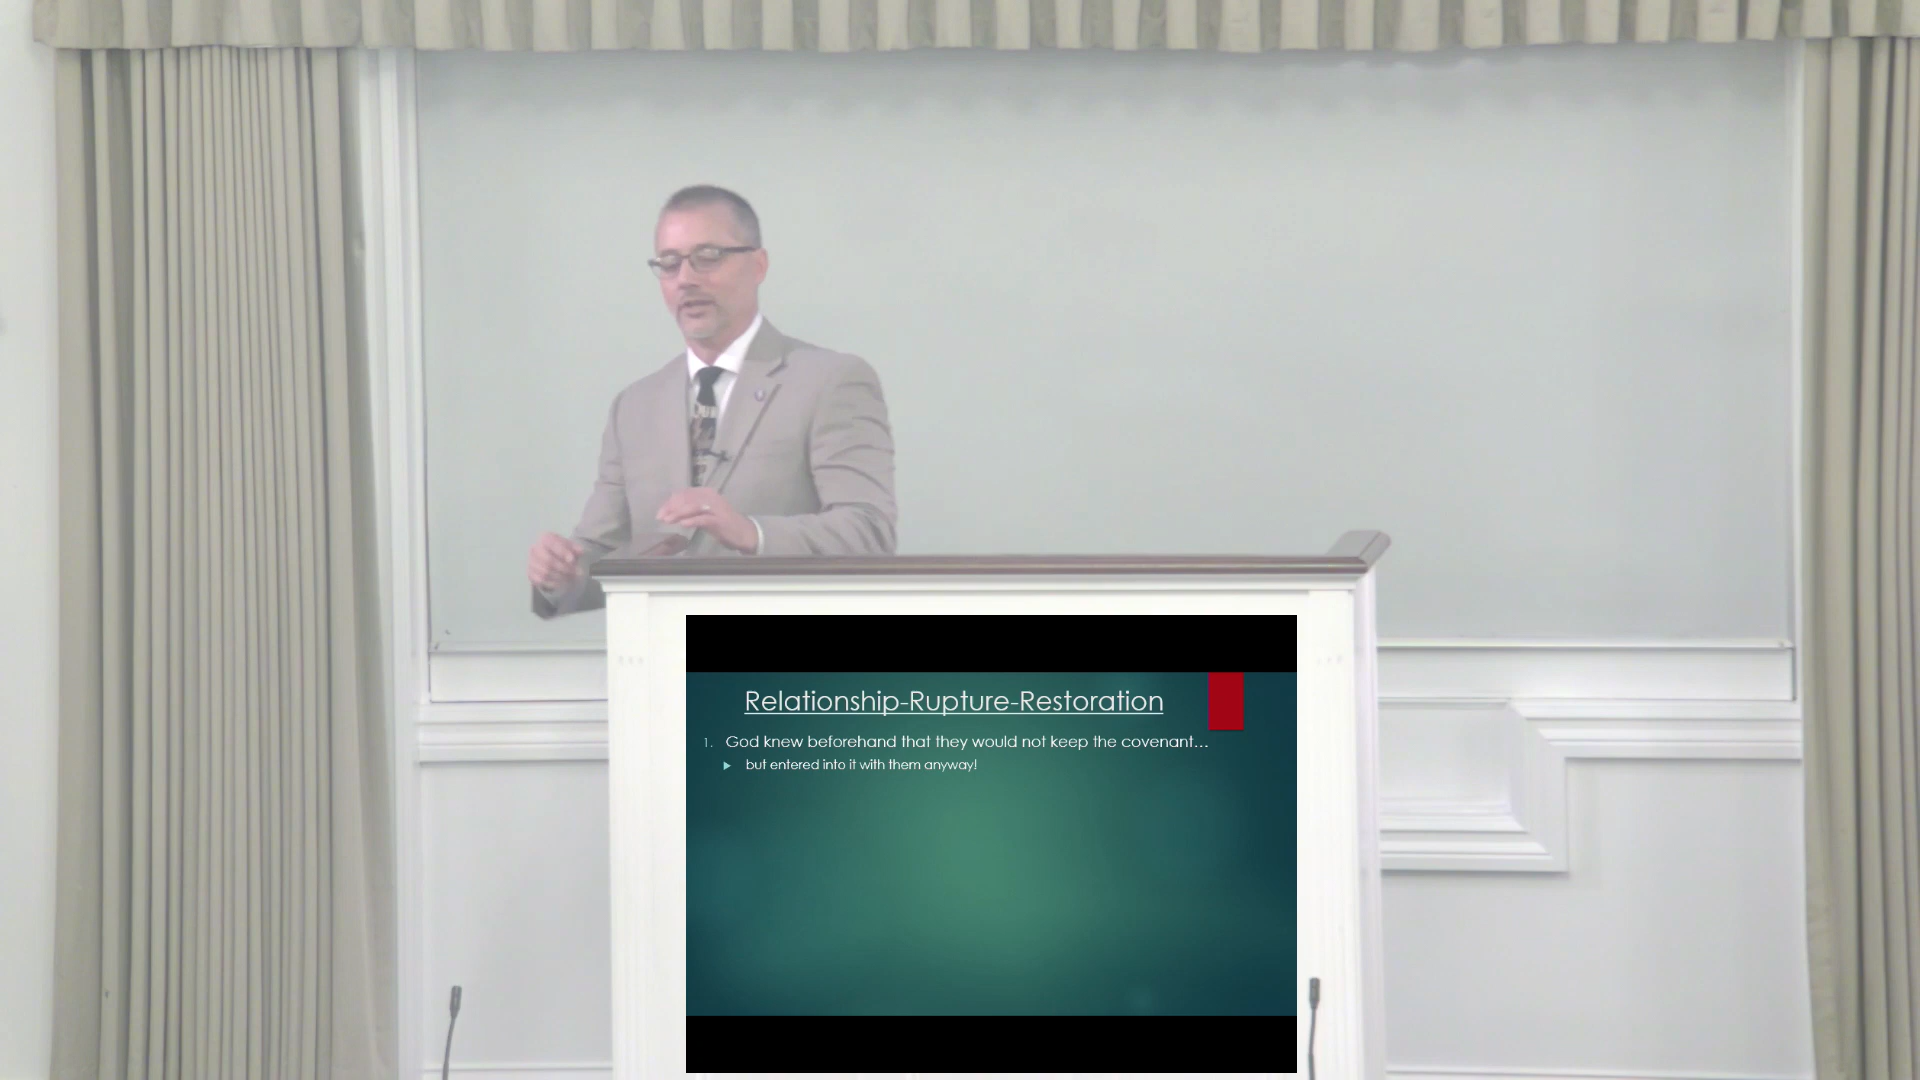 Relationship-Rupture-Restoration
1. God knew beforehand that they would not keep the covenant...
but entered into it with them anyway!